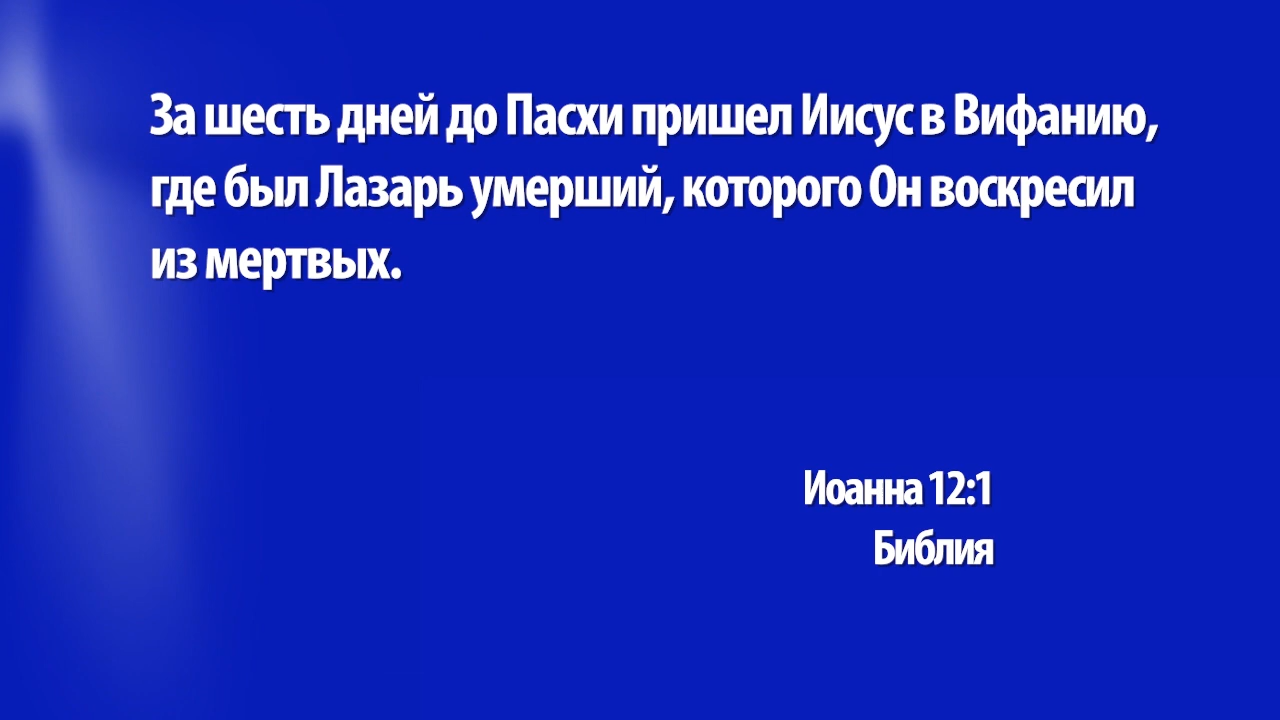 За шесть дней до Пасхи пришел Иисус в Вифанию,
где был Лазарь умерший, которого Он воскресил
из мертвых.
Иоанна 12:1
Библия